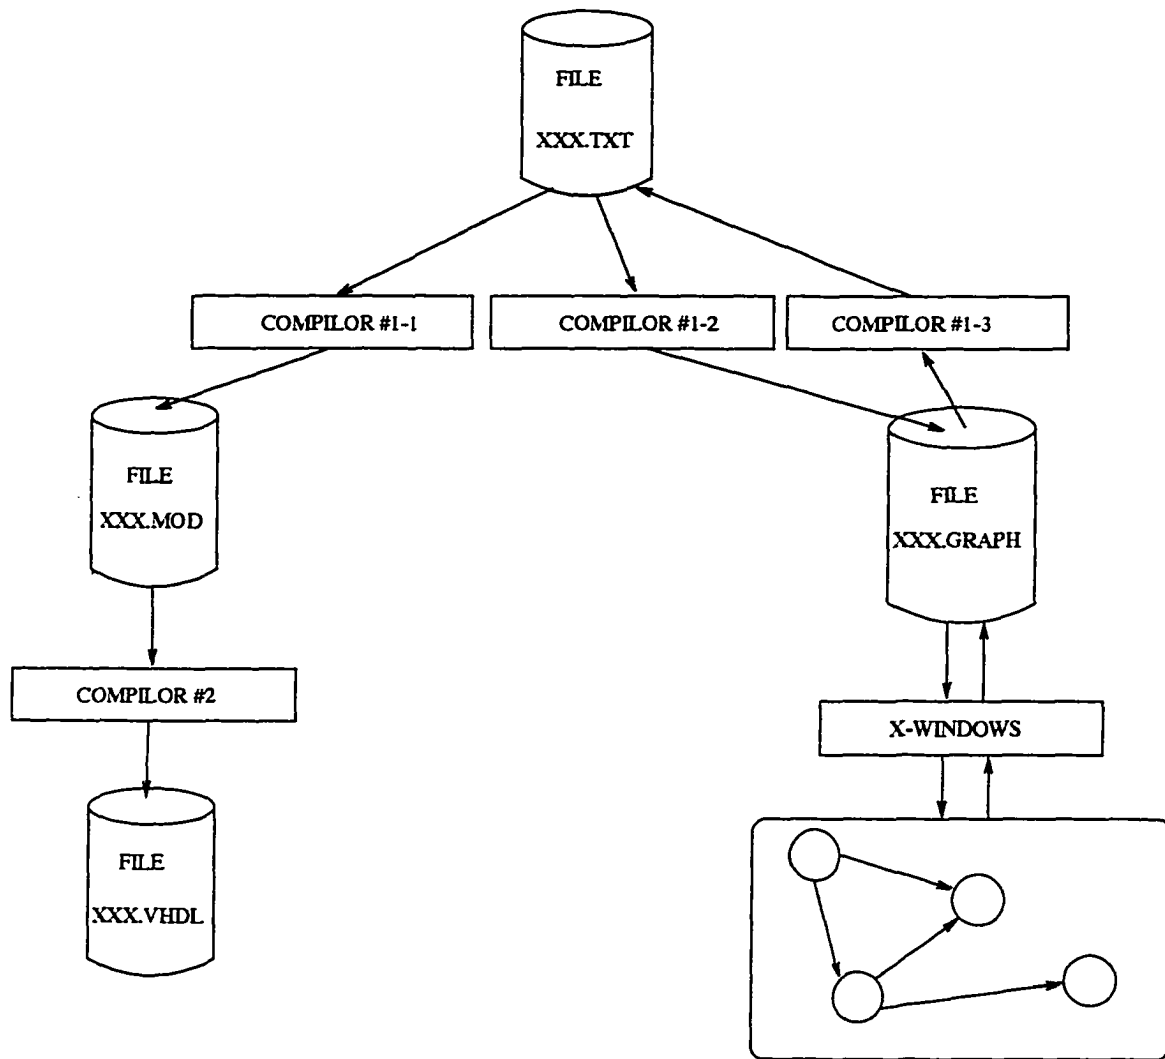 FILE
XXX.TXT
COMPILOR #1-1
COMPILOR #1-2
COMPILOR #1-3
FILE
XXX.MOD
FILE
XXX.GRAPH
COMPILOR #2
X-WINDOWS
FILE
XXX.VHDL